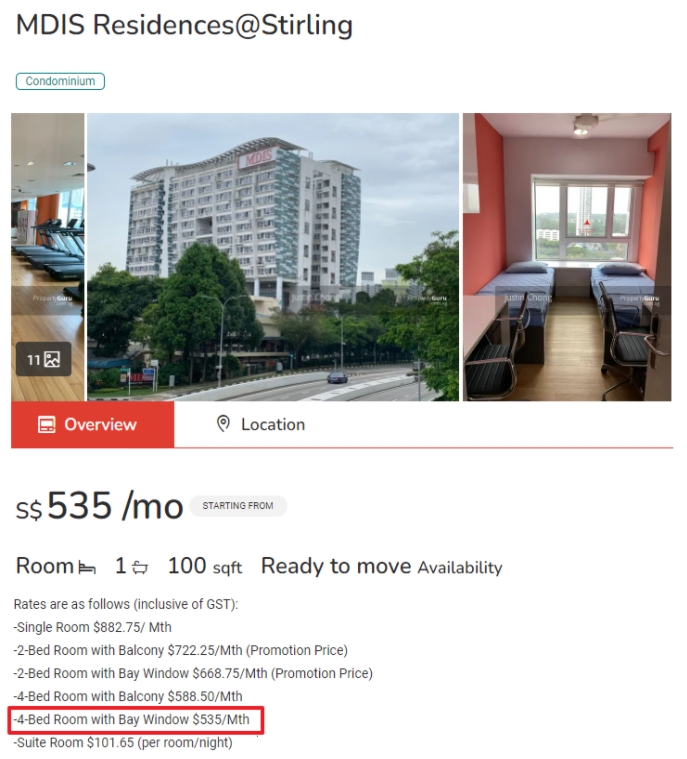 MDIS Residences@Stirling
Condominium
MDIS
PropertyGuru
Justin Chong
PropertyGuru
Justin Chong
PropertyGuru
11
Overview
Location
S$ 535 /mo STARTING FROM
Room 1 100 sqft Ready to move Availability
Rates are as follows (inclusive of GST):
-Single Room $882.75/ Mth
-2-Bed Room with Balcony $722.25/Mth (Promotion Price)
-2-Bed Room with Bay Window $668.75/Mth (Promotion Price)
-4-Bed Room with Balcony $588.50/Mth
-4-Bed Room with Bay Window $535/Mth
-Suite Room $101.65 (per room/night)